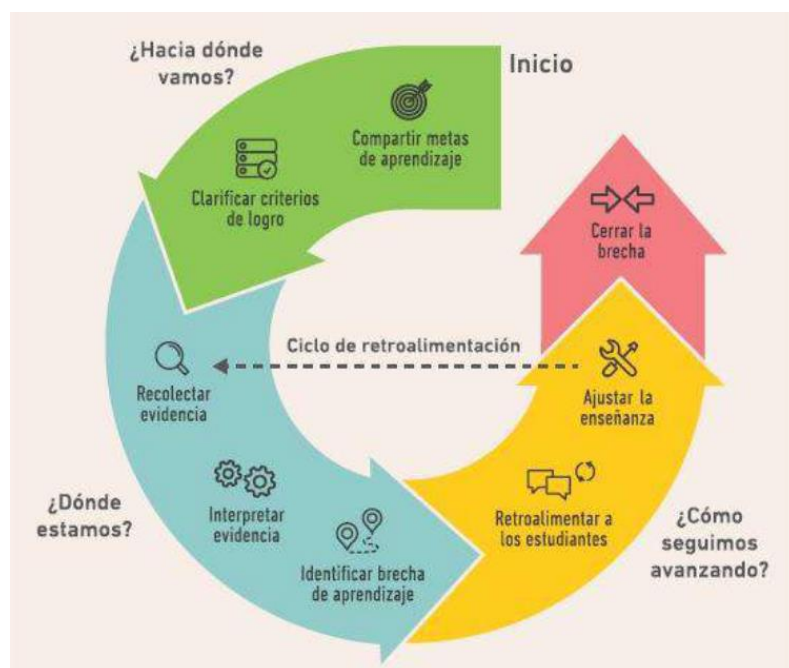 Inicio
¿Hacia dónde
vamos?
Compartir metas
de aprendizaje
Clarificar criterios
de logro
Recolectar
evidencia
Interpretar
evidencia
Identificar brecha
de aprendizaje
¿Dónde
estamos?
Retroalimentar a
los estudiantes
Ajustar la
enseñanza
¿Cómo
seguimos
avanzando?
Cerrar la
brecha
Ciclo de retroalimentación